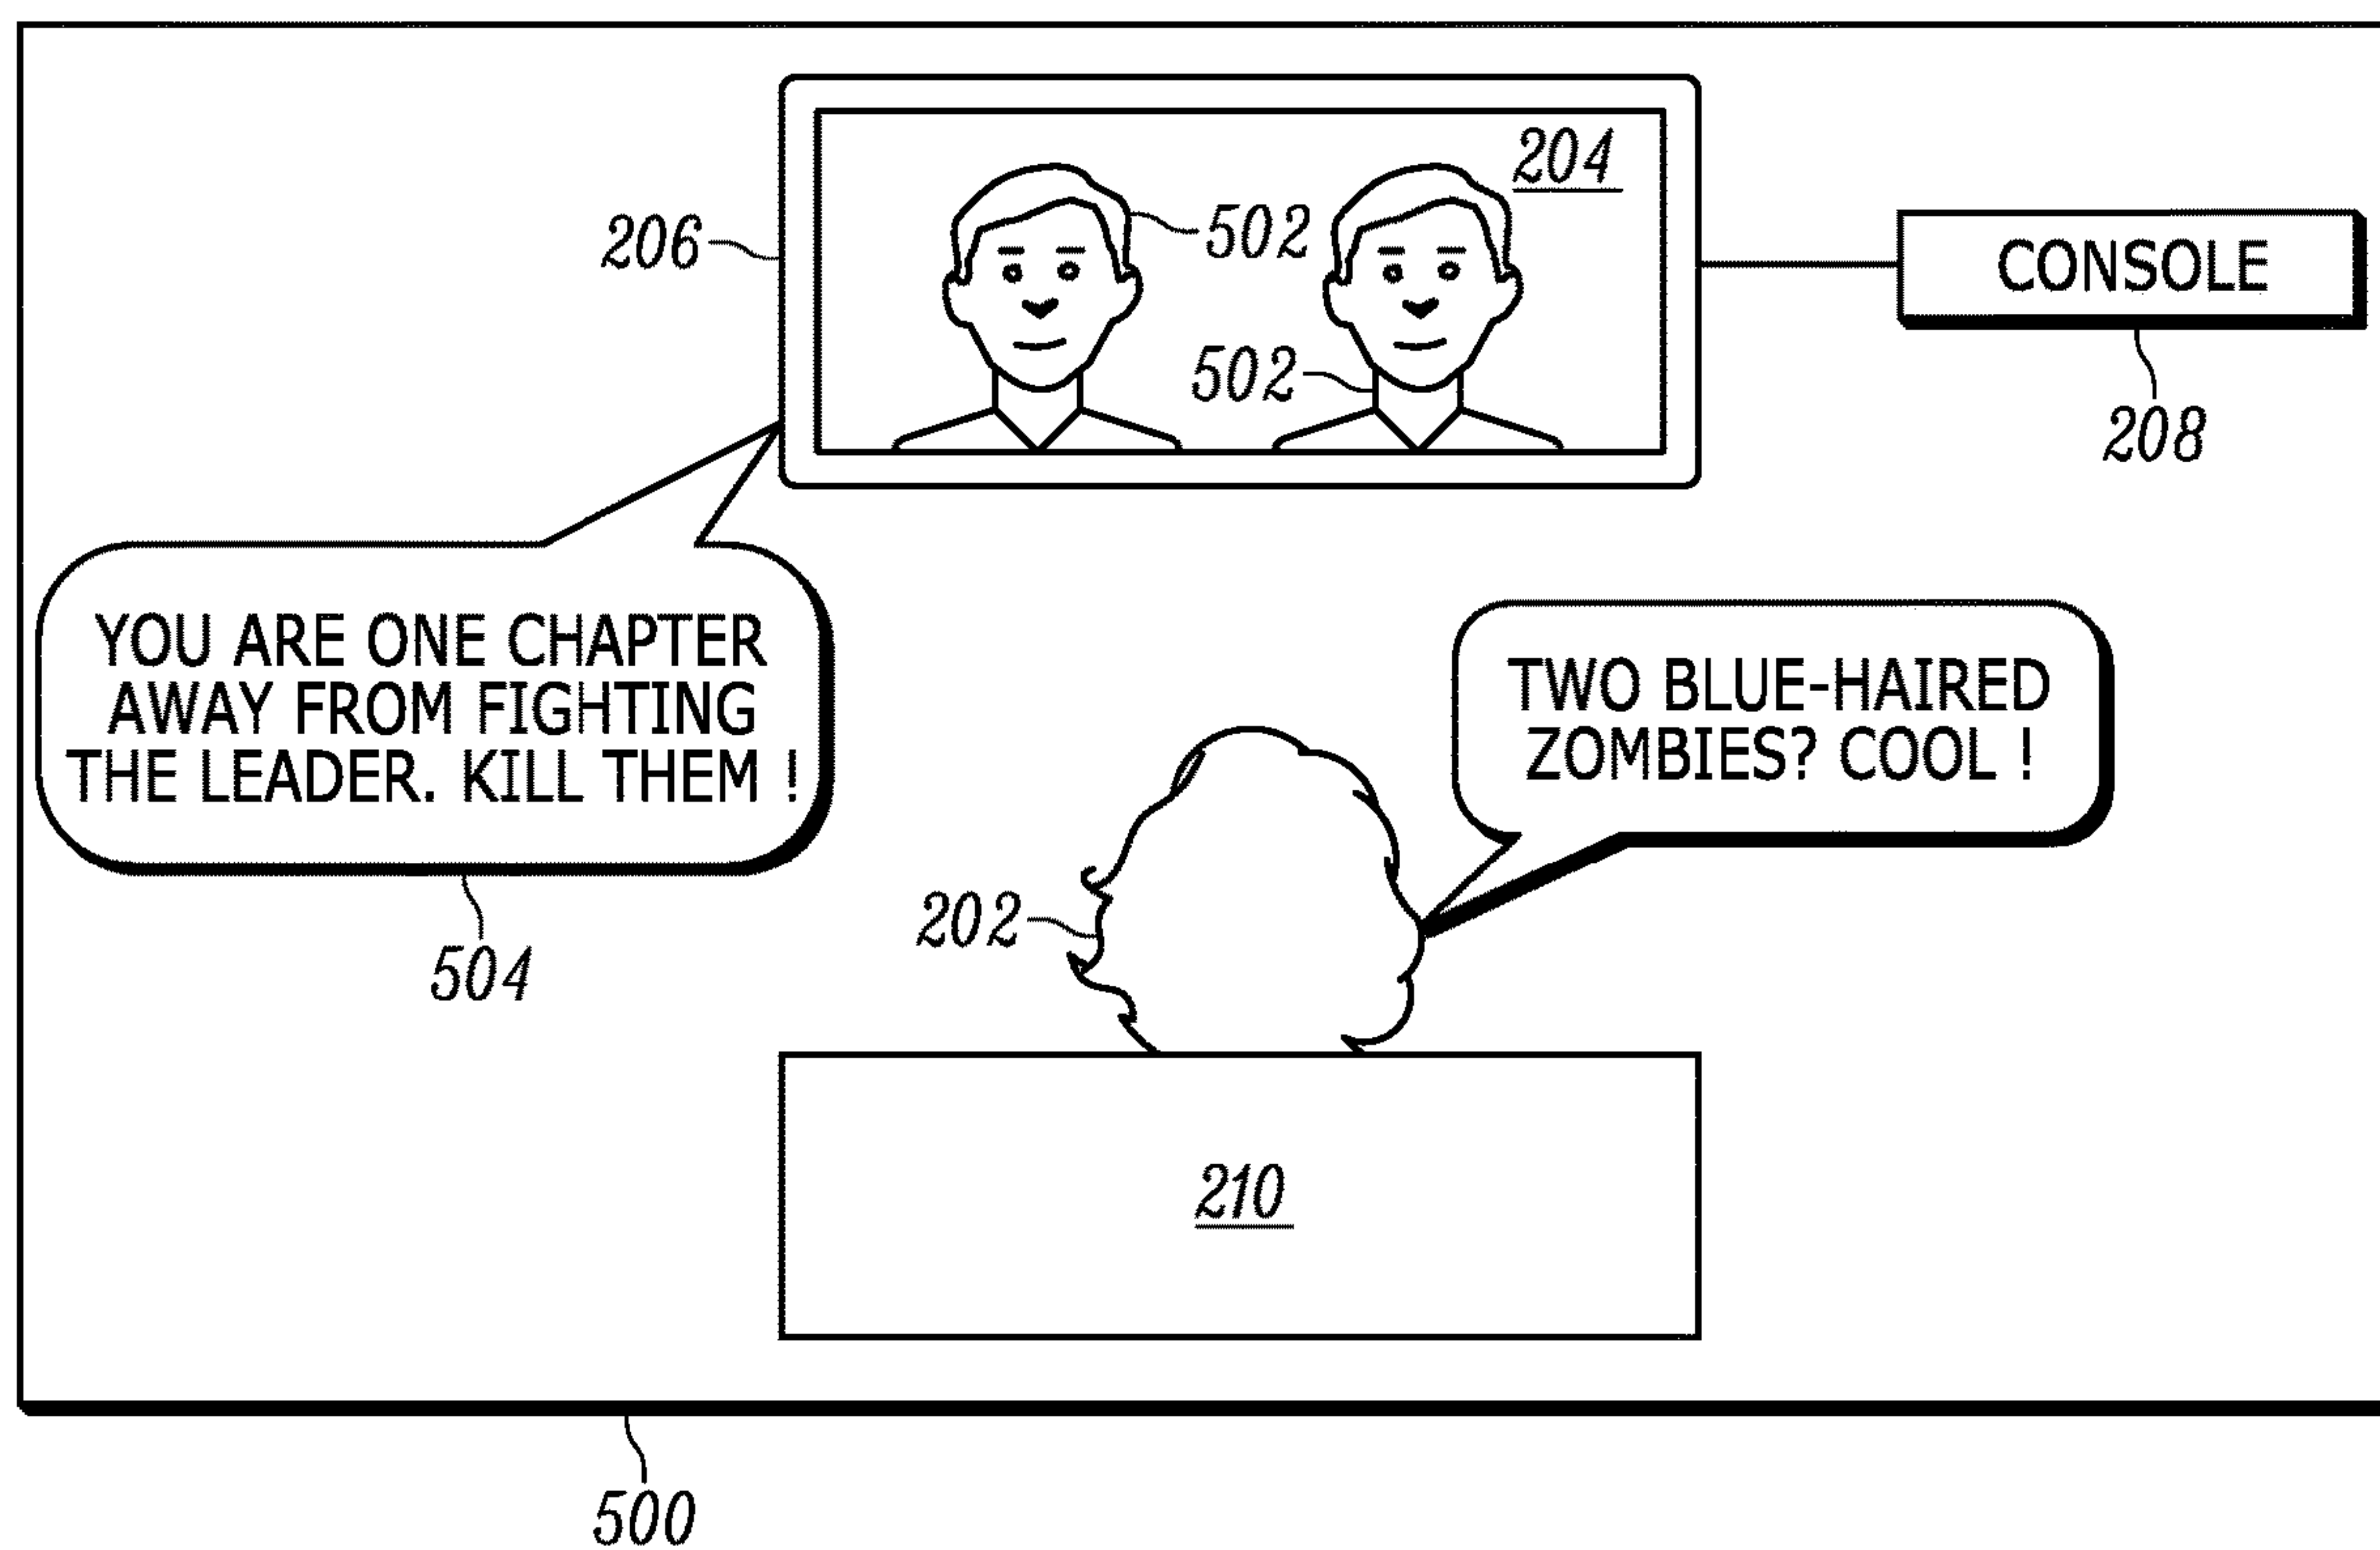 204
206
502
CONSOLE
502
208
YOU ARE ONE CHAPTER
AWAY FROM FIGHTING
THE LEADER. KILL THEM !
TWO BLUE-HAIRED
ZOMBIES? COOL !
202
504
210
500